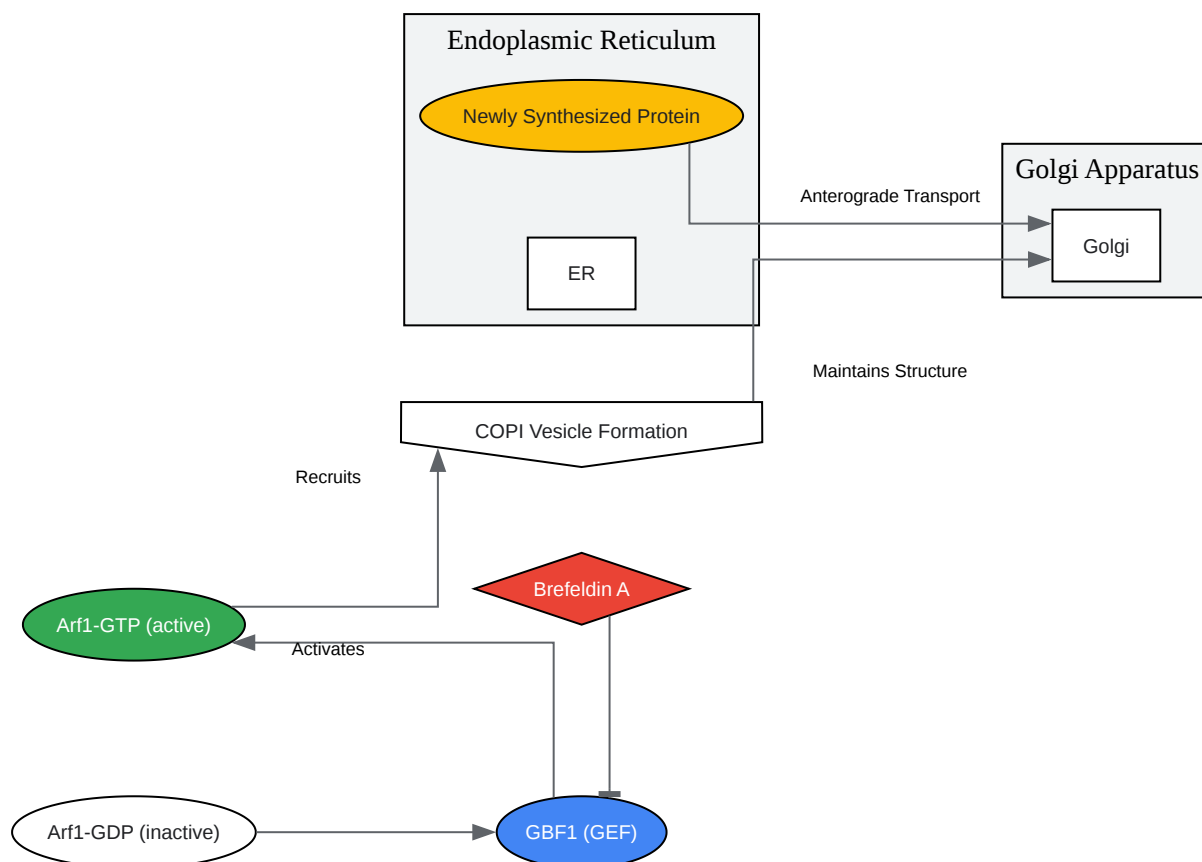 Endoplasmic Reticulum
Newly Synthesized Protein
Golgi Apparatus
Anterograde Transport
Golgi
ER
Maintains Structure
COPI Vesicle Formation
Recruits
Brefeldin A
Arf1-GTP (active)
Activates
Arf1-GDP (inactive)
GBF1 (GEF)